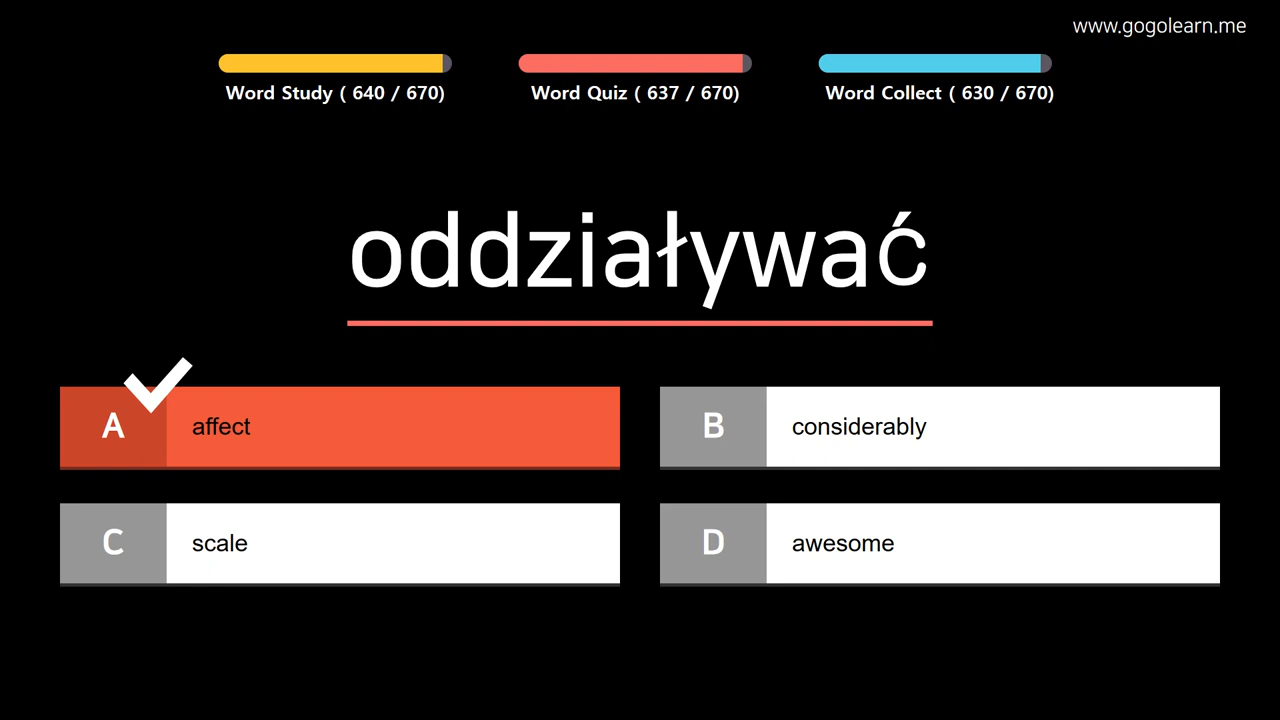 www.gogolearn.me
Word Study ( 640 / 670)
Word Quiz ( 637 / 670)
Word Collect ( 630 / 670)
oddziaływać
A affect
B considerably
C scale
D awesome